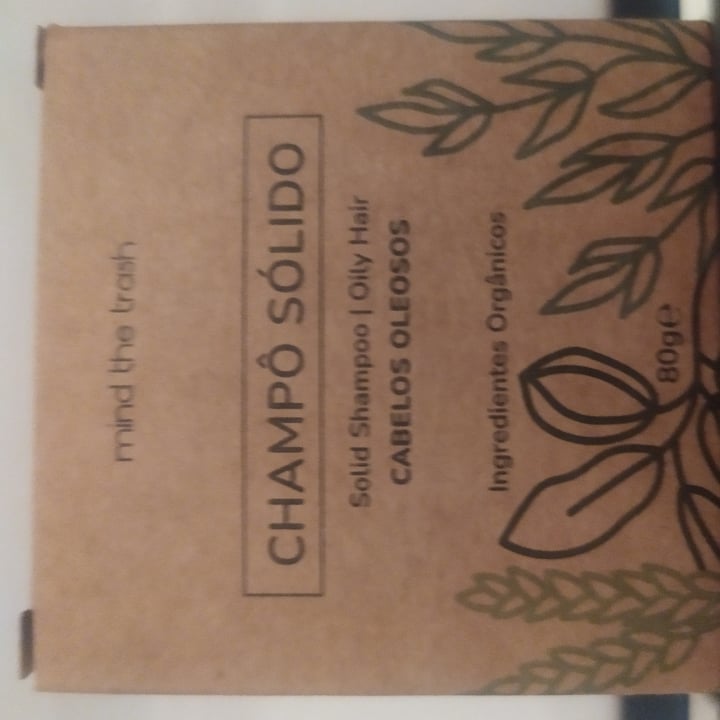 mind the trash
CHAMPÔ SÓLIDO
Solid Shampoo | Oily Hair
CABELOS OLEOSOS
Ingredientes Orgânicos
80g℮